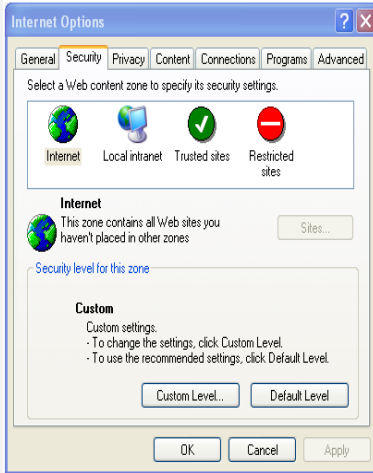 Internet Options
General Security Privacy Content Connections Programs Advanced
Select a Web content zone to specify its security settings.
Internet Local intranet Trusted sites Restricted
sites
Internet
This zone contains all Web sites you
haven't placed in other zones
Sites...
Security level for this zone
Custom
Custom settings.
- To change the settings, click Custom Level.
- To use the recommended settings, click Default Level.
Custom Level... Default Level
OK Cancel Apply